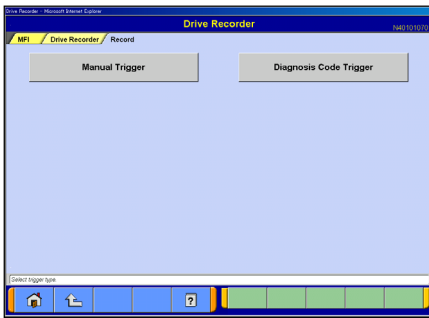 Drive Recorder - Microsoft Internet Explorer
Drive Recorder
N40101070
MFI Drive Recorder Record
Manual Trigger Diagnosis Code Trigger
Select trigger type.
?